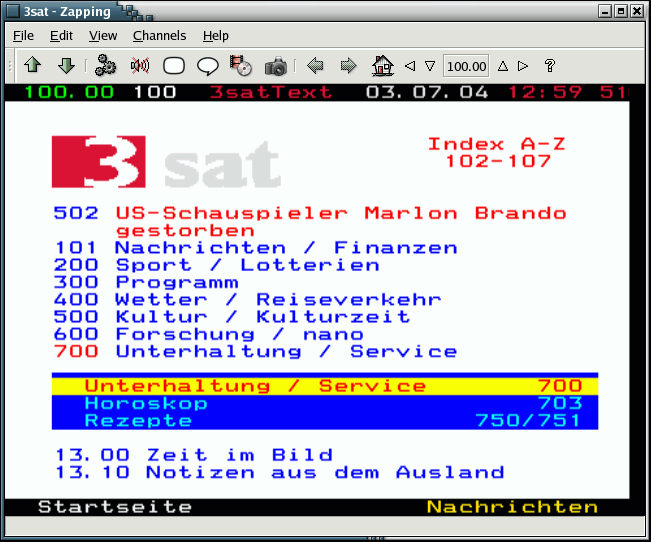 3sat - Zapping
File Edit View Channels Help
100.00 ?
100.00 100 3satText 03.07.04 12:59 51
3 sat
Index A-Z
102-107
502 US-Schauspieler Marlon Brando
gestorben
101 Nachrichten / Finanzen
200 Sport / Lotterien
300 Programm
400 Wetter / Reiseverkehr
500 Kultur / Kulturzeit
600 Forschung / nano
700 Unterhaltung / Service
Unterhaltung / Service 700
Horoskop 703
Rezepte 750/751
13.00 Zeit im Bild
13.10 Notizen aus dem Ausland
Startseite Nachrichten